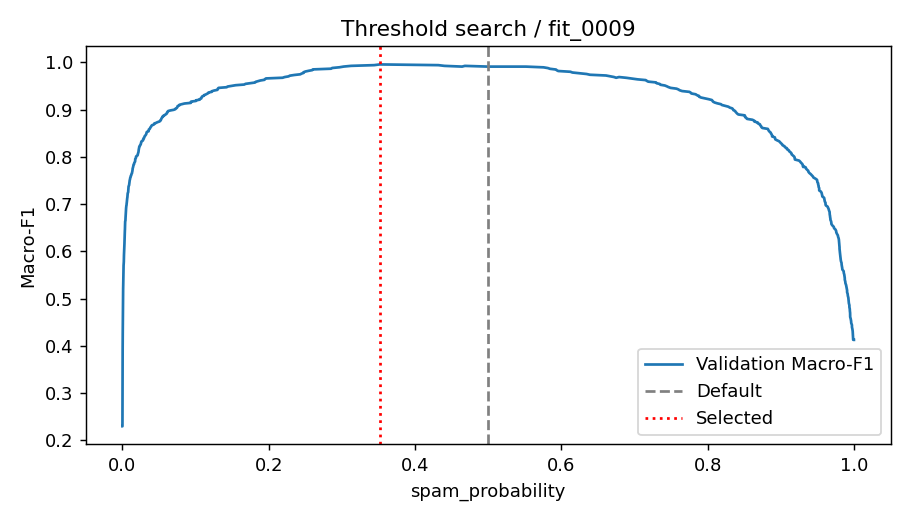 Threshold search / fit_0009
Macro-F1
1.0
0.9
0.8
0.7
0.6
0.5
0.4
0.3
0.2
0.0 0.2 0.4 0.6 0.8 1.0
spam_probability
Validation Macro-F1
Default
Selected